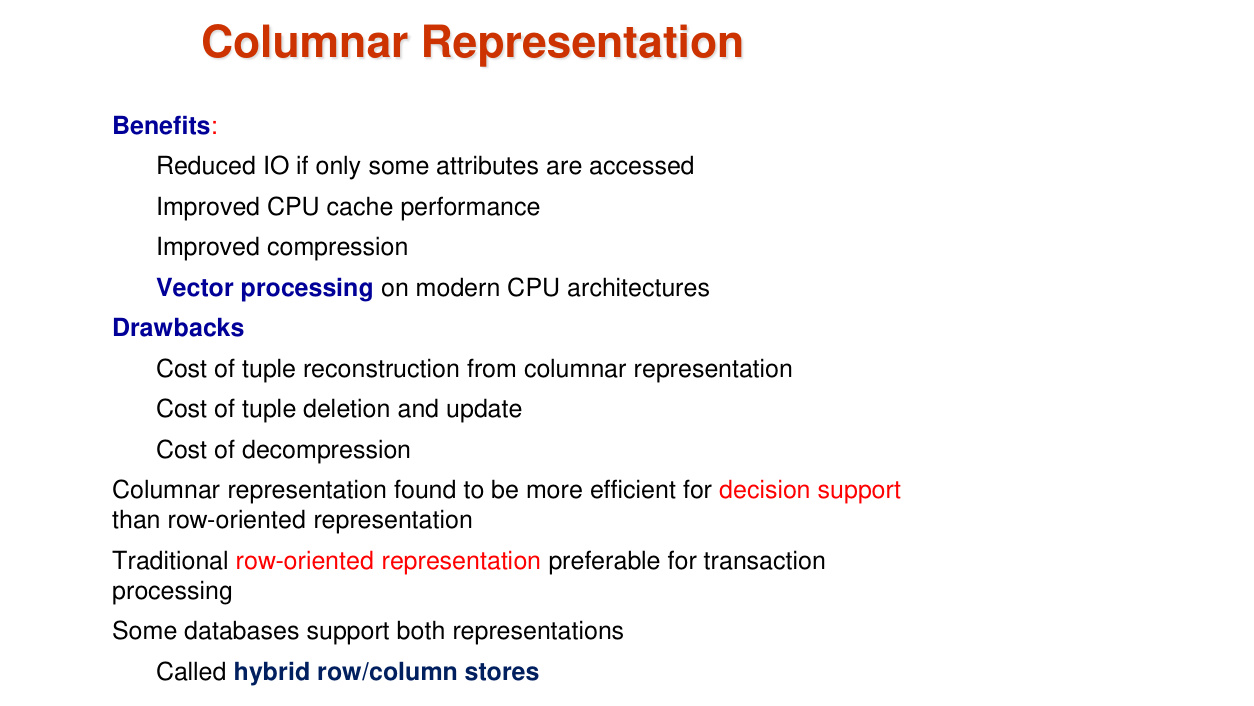 Columnar Representation
Benefits:
Reduced IO if only some attributes are accessed
Improved CPU cache performance
Improved compression
Vector processing on modern CPU architectures
Drawbacks
Cost of tuple reconstruction from columnar representation
Cost of tuple deletion and update
Cost of decompression
Columnar representation found to be more efficient for decision support
than row-oriented representation
Traditional row-oriented representation preferable for transaction
processing
Some databases support both representations
Called hybrid row/column stores